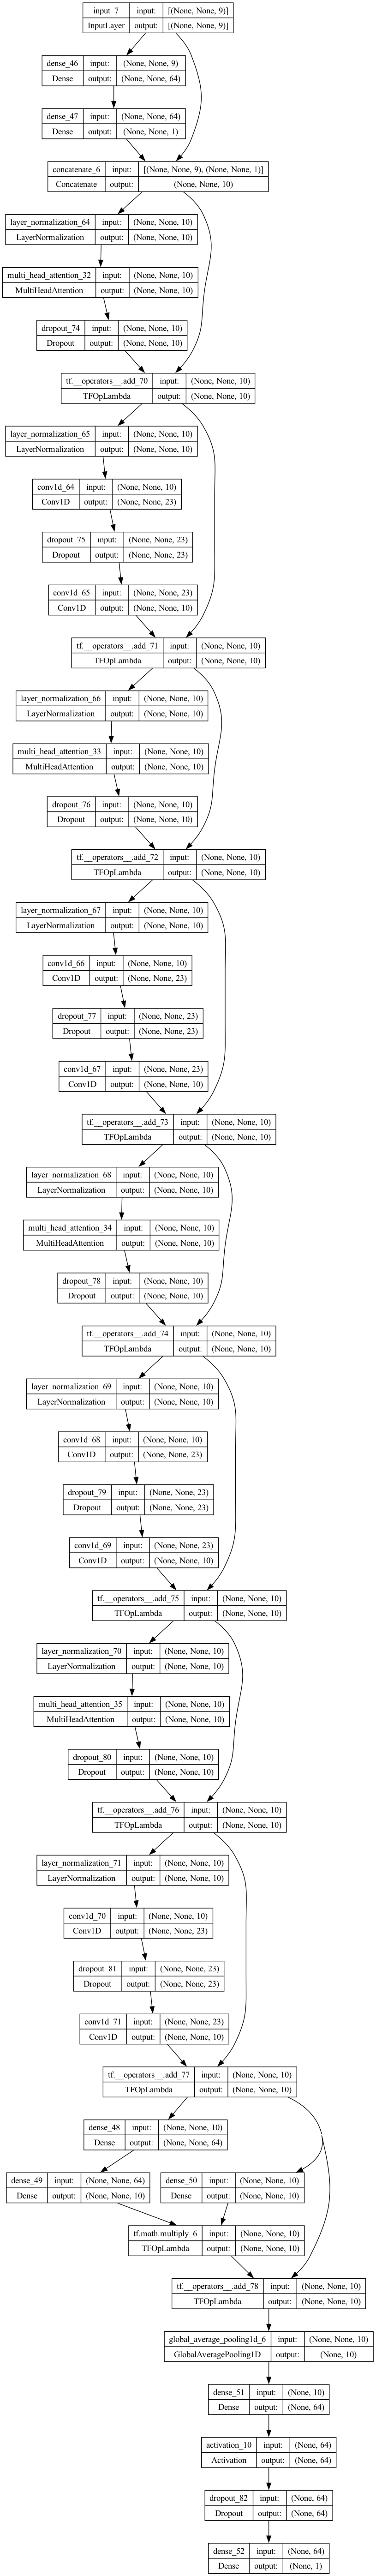 input_7 input: [(None, None, 9)]
InputLayer output: [(None, None, 9)]
dense_46 input: (None, None, 9)
Dense output: (None, None, 64)
dense_47 input: (None, None, 64)
Dense output: (None, None, 1)
concatenate_6 input: [(None, None, 9), (None, None, 1)]
Concatenate output: (None, None, 10)
layer_normalization_64 input: (None, None, 10)
LayerNormalization output: (None, None, 10)
multi_head_attention_32 input: (None, None, 10)
MultiHeadAttention output: (None, None, 10)
dropout_74 input: (None, None, 10)
Dropout output: (None, None, 10)
tf.__operators__.add_70 input: (None, None, 10)
TFOpLambda output: (None, None, 10)
layer_normalization_65 input: (None, None, 10)
LayerNormalization output: (None, None, 10)
conv1d_64 input: (None, None, 10)
Conv1D output: (None, None, 23)
dropout_75 input: (None, None, 23)
Dropout output: (None, None, 23)
conv1d_65 input: (None, None, 23)
Conv1D output: (None, None, 10)
tf.__operators__.add_71 input: (None, None, 10)
TFOpLambda output: (None, None, 10)
layer_normalization_66 input: (None, None, 10)
LayerNormalization output: (None, None, 10)
multi_head_attention_33 input: (None, None, 10)
MultiHeadAttention output: (None, None, 10)
dropout_76 input: (None, None, 10)
Dropout output: (None, None, 10)
tf.__operators__.add_72 input: (None, None, 10)
TFOpLambda output: (None, None, 10)
layer_normalization_67 input: (None, None, 10)
LayerNormalization output: (None, None, 10)
conv1d_66 input: (None, None, 10)
Conv1D output: (None, None, 23)
dropout_77 input: (None, None, 23)
Dropout output: (None, None, 23)
conv1d_67 input: (None, None, 23)
Conv1D output: (None, None, 10)
tf.__operators__.add_73 input: (None, None, 10)
TFOpLambda output: (None, None, 10)
layer_normalization_68 input: (None, None, 10)
LayerNormalization output: (None, None, 10)
multi_head_attention_34 input: (None, None, 10)
MultiHeadAttention output: (None, None, 10)
dropout_78 input: (None, None, 10)
Dropout output: (None, None, 10)
tf.__operators__.add_74 input: (None, None, 10)
TFOpLambda output: (None, None, 10)
layer_normalization_69 input: (None, None, 10)
LayerNormalization output: (None, None, 10)
conv1d_68 input: (None, None, 10)
Conv1D output: (None, None, 23)
dropout_79 input: (None, None, 23)
Dropout output: (None, None, 23)
conv1d_69 input: (None, None, 23)
Conv1D output: (None, None, 10)
tf.__operators__.add_75 input: (None, None, 10)
TFOpLambda output: (None, None, 10)
layer_normalization_70 input: (None, None, 10)
LayerNormalization output: (None, None, 10)
multi_head_attention_35 input: (None, None, 10)
MultiHeadAttention output: (None, None, 10)
dropout_80 input: (None, None, 10)
Dropout output: (None, None, 10)
tf.__operators__.add_76 input: (None, None, 10)
TFOpLambda output: (None, None, 10)
layer_normalization_71 input: (None, None, 10)
LayerNormalization output: (None, None, 10)
conv1d_70 input: (None, None, 10)
Conv1D output: (None, None, 23)
dropout_81 input: (None, None, 23)
Dropout output: (None, None, 23)
conv1d_71 input: (None, None, 23)
Conv1D output: (None, None, 10)
tf.__operators__.add_77 input: (None, None, 10)
TFOpLambda output: (None, None, 10)
dense_48 input: (None, None, 10)
Dense output: (None, None, 64)
dense_49 input: (None, None, 64)
Dense output: (None, None, 10)
dense_50 input: (None, None, 10)
Dense output: (None, None, 10)
tf.math.multiply_6 input: (None, None, 10)
TFOpLambda output: (None, None, 10)
tf.__operators__.add_78 input: (None, None, 10)
TFOpLambda output: (None, None, 10)
global_average_pooling1d_6 input: (None, None, 10)
GlobalAveragePooling1D output: (None, 10)
dense_51 input: (None, 10)
Dense output: (None, 64)
activation_10 input: (None, 64)
Activation output: (None, 64)
dropout_82 input: (None, 64)
Dropout output: (None, 64)
dense_52 input: (None, 64)
Dense output: (None, 1)